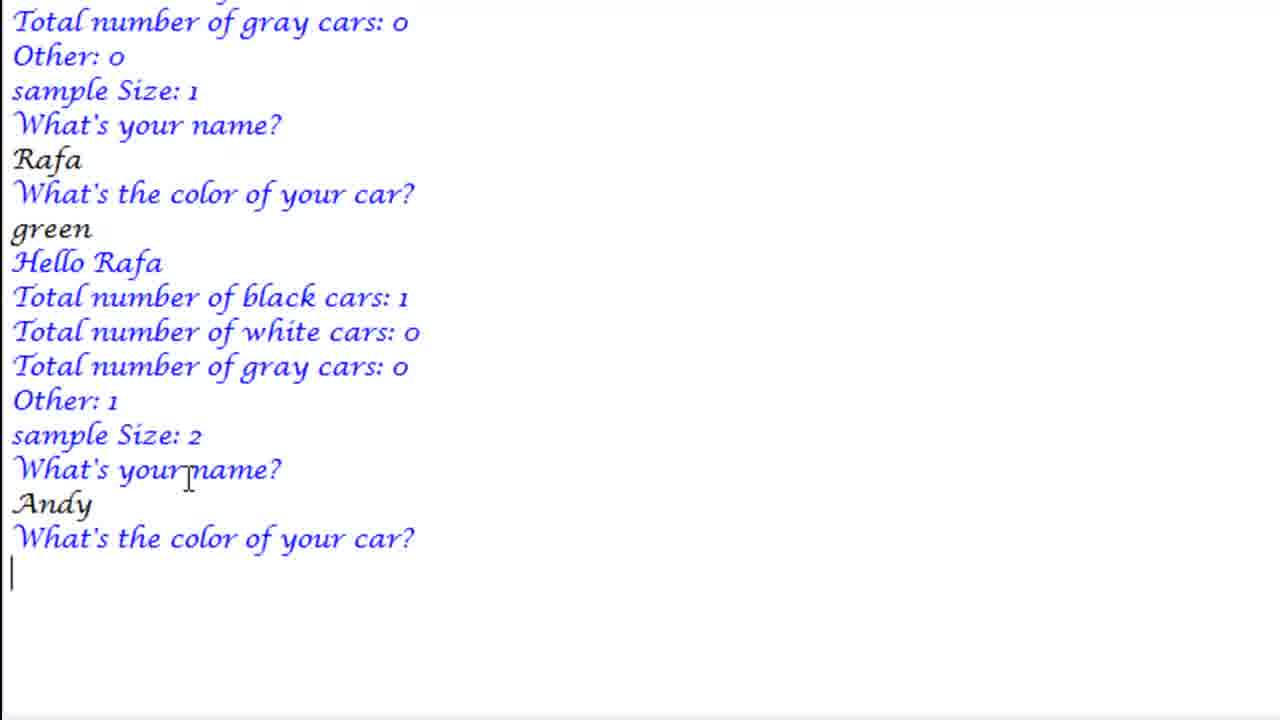 Total number of gray cars: 0
Other: 0
sample Size: 1
What's your name?
Rafa
What's the color of your car?
green
Hello Rafa
Total number of black cars: 1
Total number of white cars: 0
Total number of gray cars: 0
Other: 1
sample Size: 2
What's your name?
Andy
What's the color of your car?